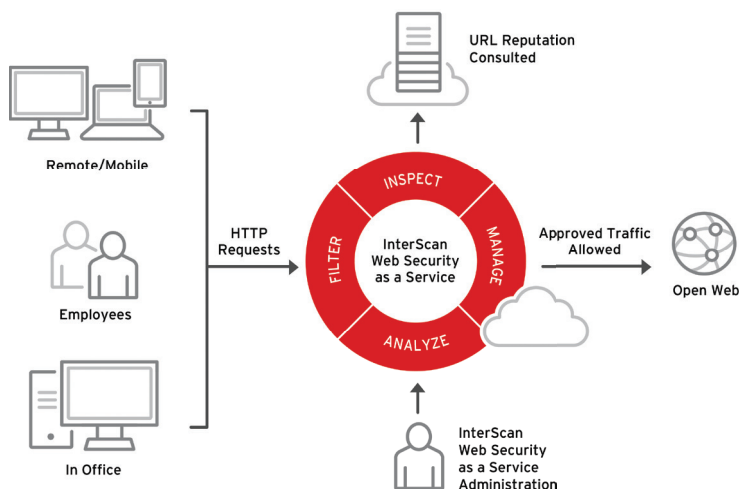 URL Reputation
Consulted
Remote/Mobile
Employees
In Office
HTTP
Requests
FILTER
INSPECT
MANAGE
ANALYZE
InterScan
Web Security
as a Service
Approved Traffic
Allowed
Open Web
InterScan
Web Security
as a Service
Administration